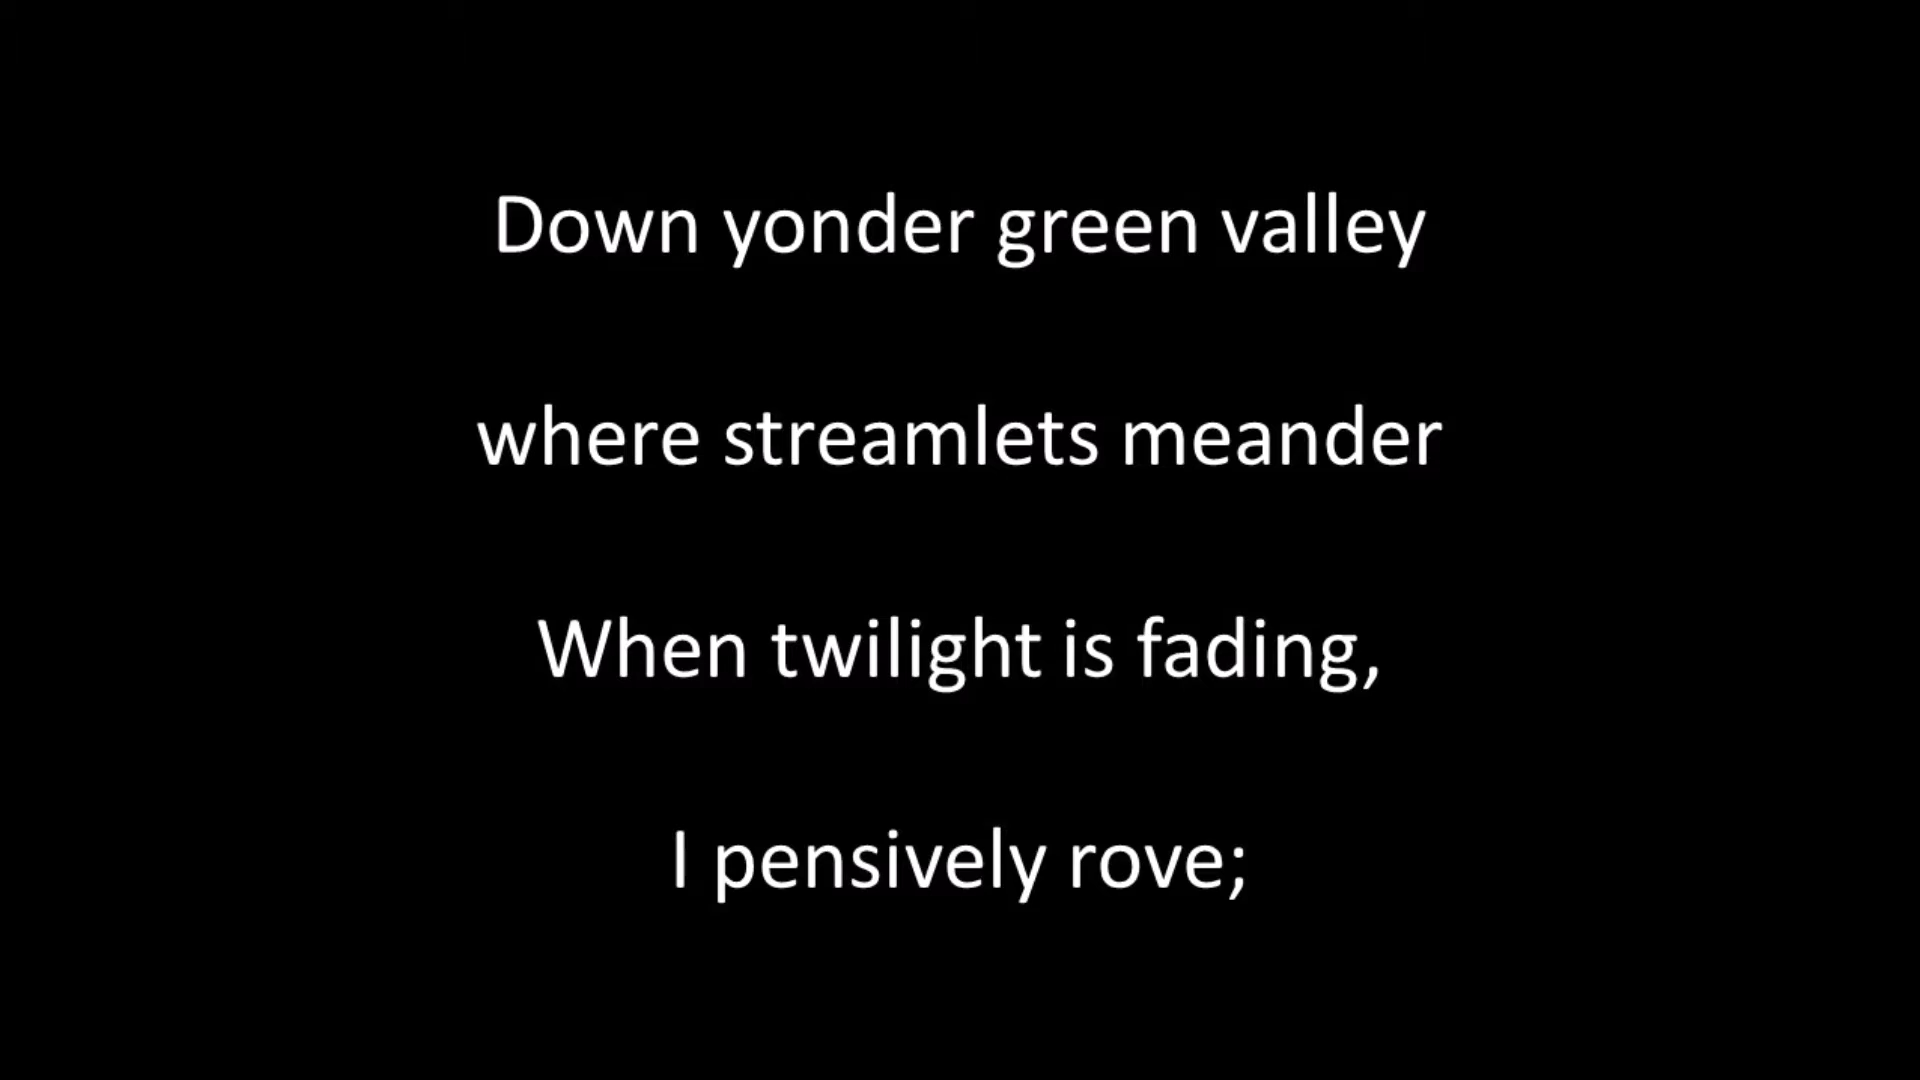 Down yonder green valley
where streamlets meander
When twilight is fading,
I pensively rove;